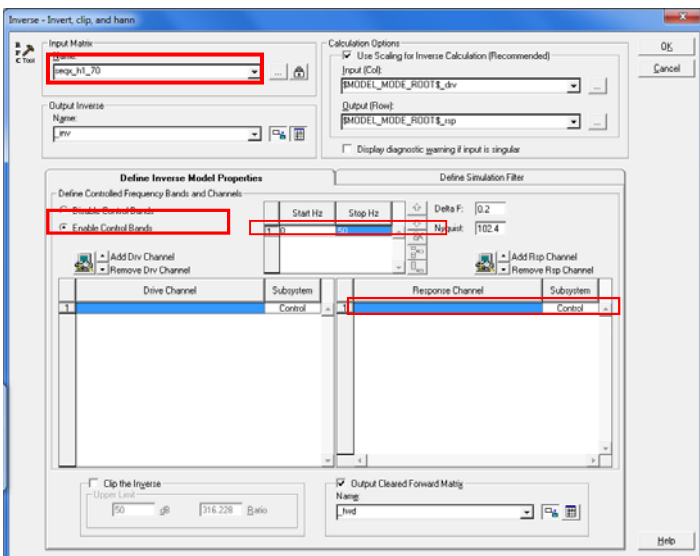 Inverse - Invert, clip, and hann
Input Matrix
Name:
seqx_h1_70
...
Output Inverse
Name:
_inv
Calculation Options
Use Scaling for Inverse Calculation (Recommended)
Input (Col):
$MODEL_MODE_ROOT$_drv
...
Output (Row):
$MODEL_MODE_ROOT$_rsp
...
Display diagnostic warning if input is singular
OK
Cancel
Define Inverse Model Properties
Define Simulation Filter
Define Controlled Frequency Bands and Channels
Disable Control Bands
Enable Control Bands
Start Hz Stop Hz
1 0 50
Delta F: 0.2
Nyquist: 102.4
Add Drv Channel
Remove Drv Channel
Add Rsp Channel
Remove Rsp Channel
Drive Channel Subsystem
1 Control
Response Channel Subsystem
1 Control
Clip the Inverse
Upper Limit
50 dB 316.228 Ratio
Output Cleared Forward Matrix
Name:
_fwd
Help